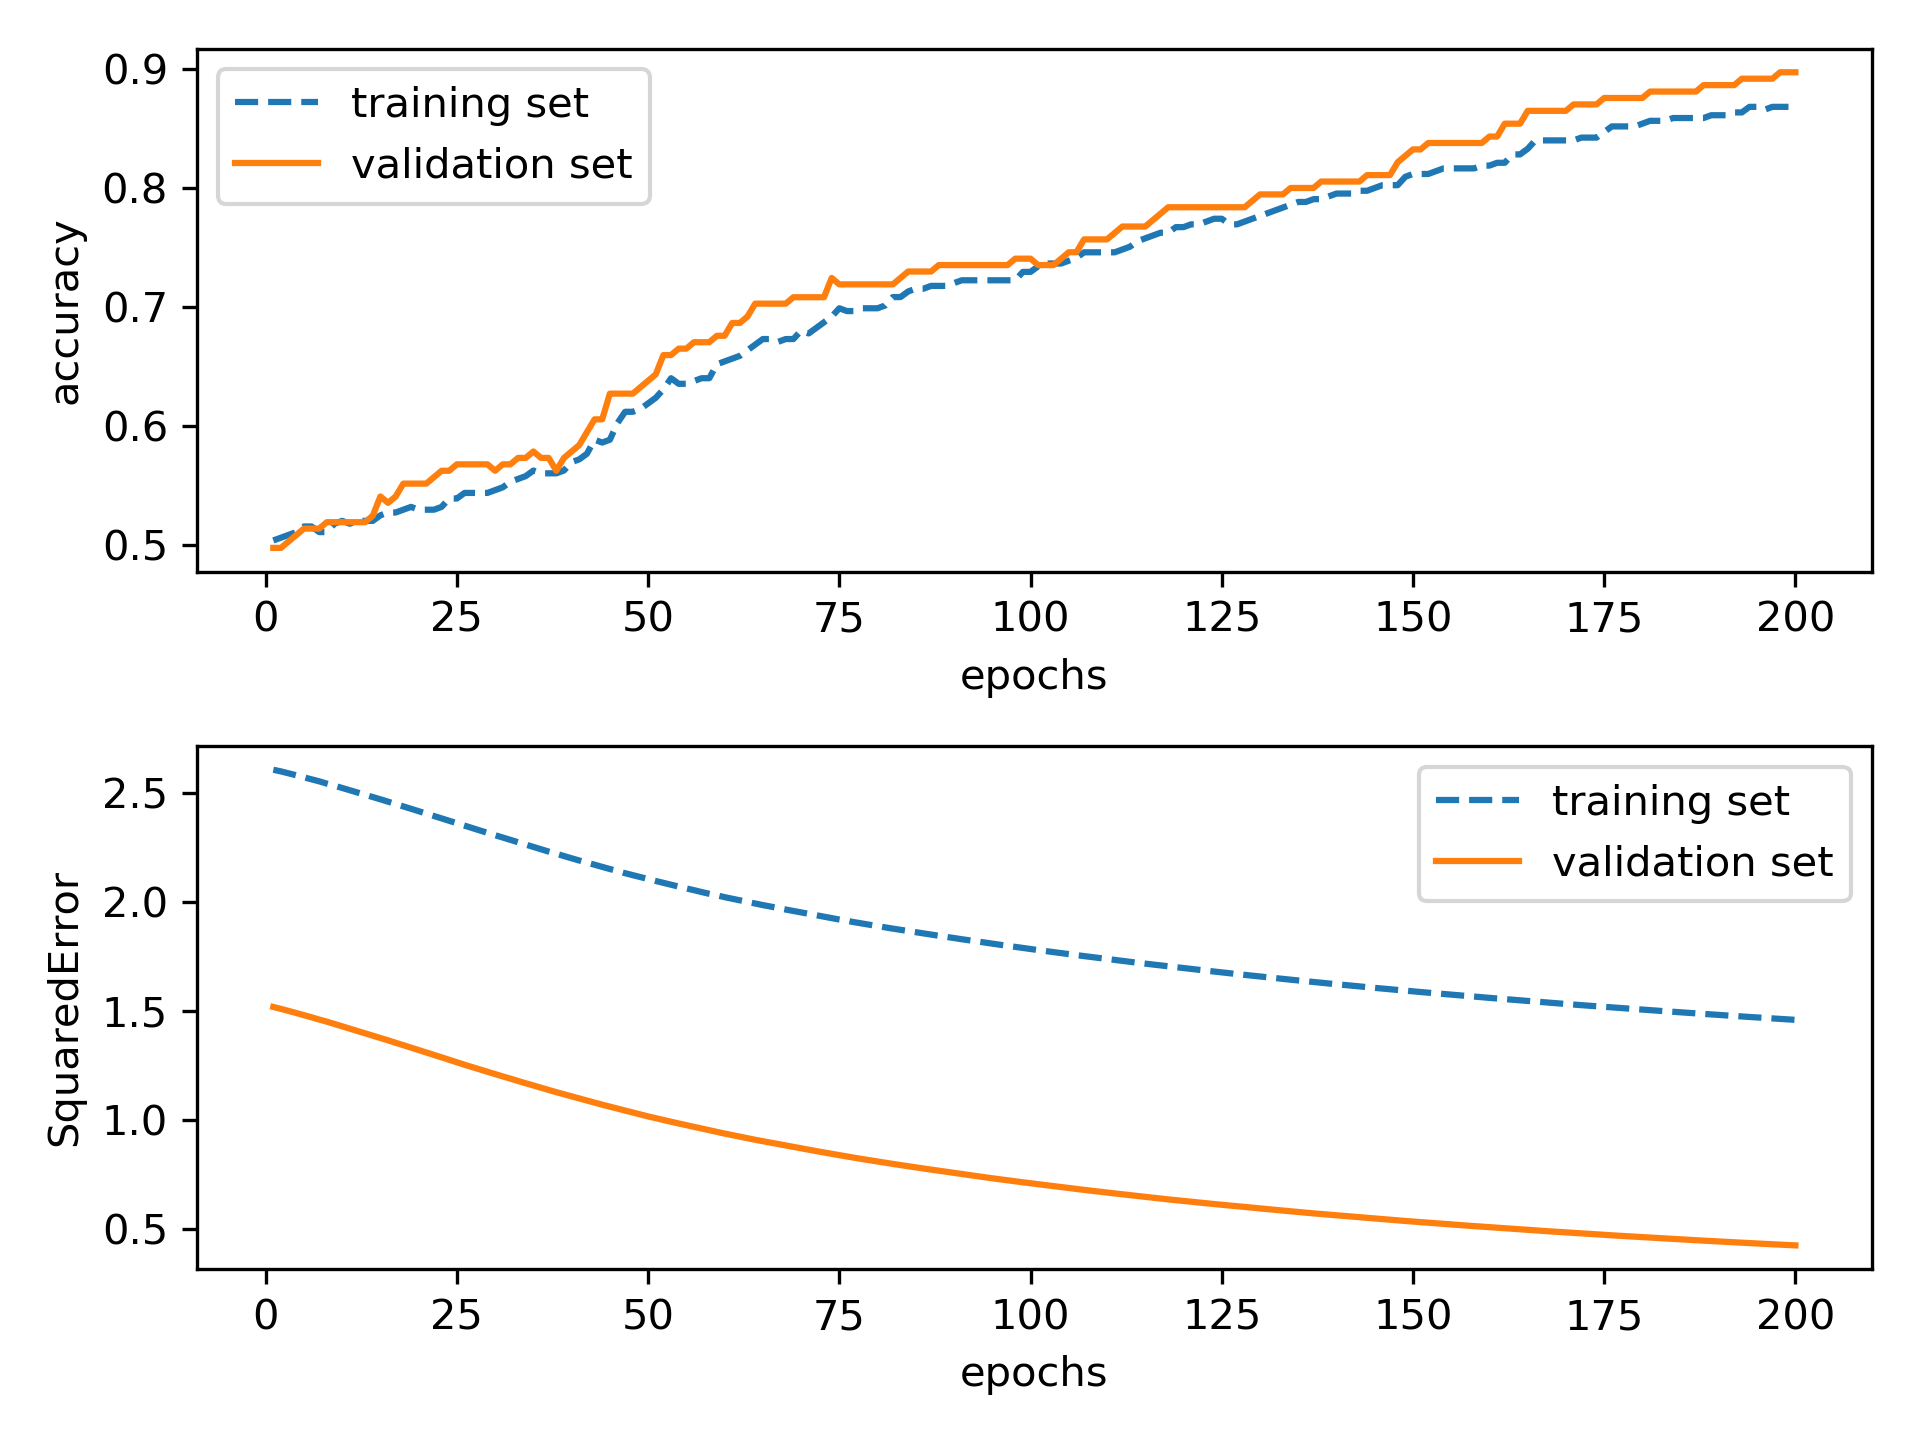 0.9
0.8
0.7
0.6
0.5
accuracy
training set
validation set
0 25 50 75 100 125 150 175 200
epochs
2.5
2.0
1.5
1.0
0.5
SquaredError
training set
validation set
0 25 50 75 100 125 150 175 200
epochs